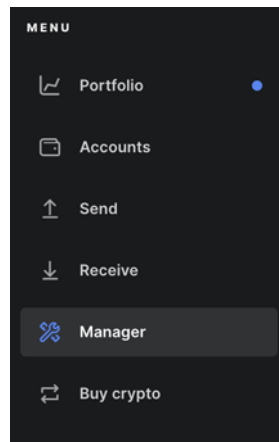 MENU
Portfolio
Accounts
Send
Receive
Manager
Buy crypto